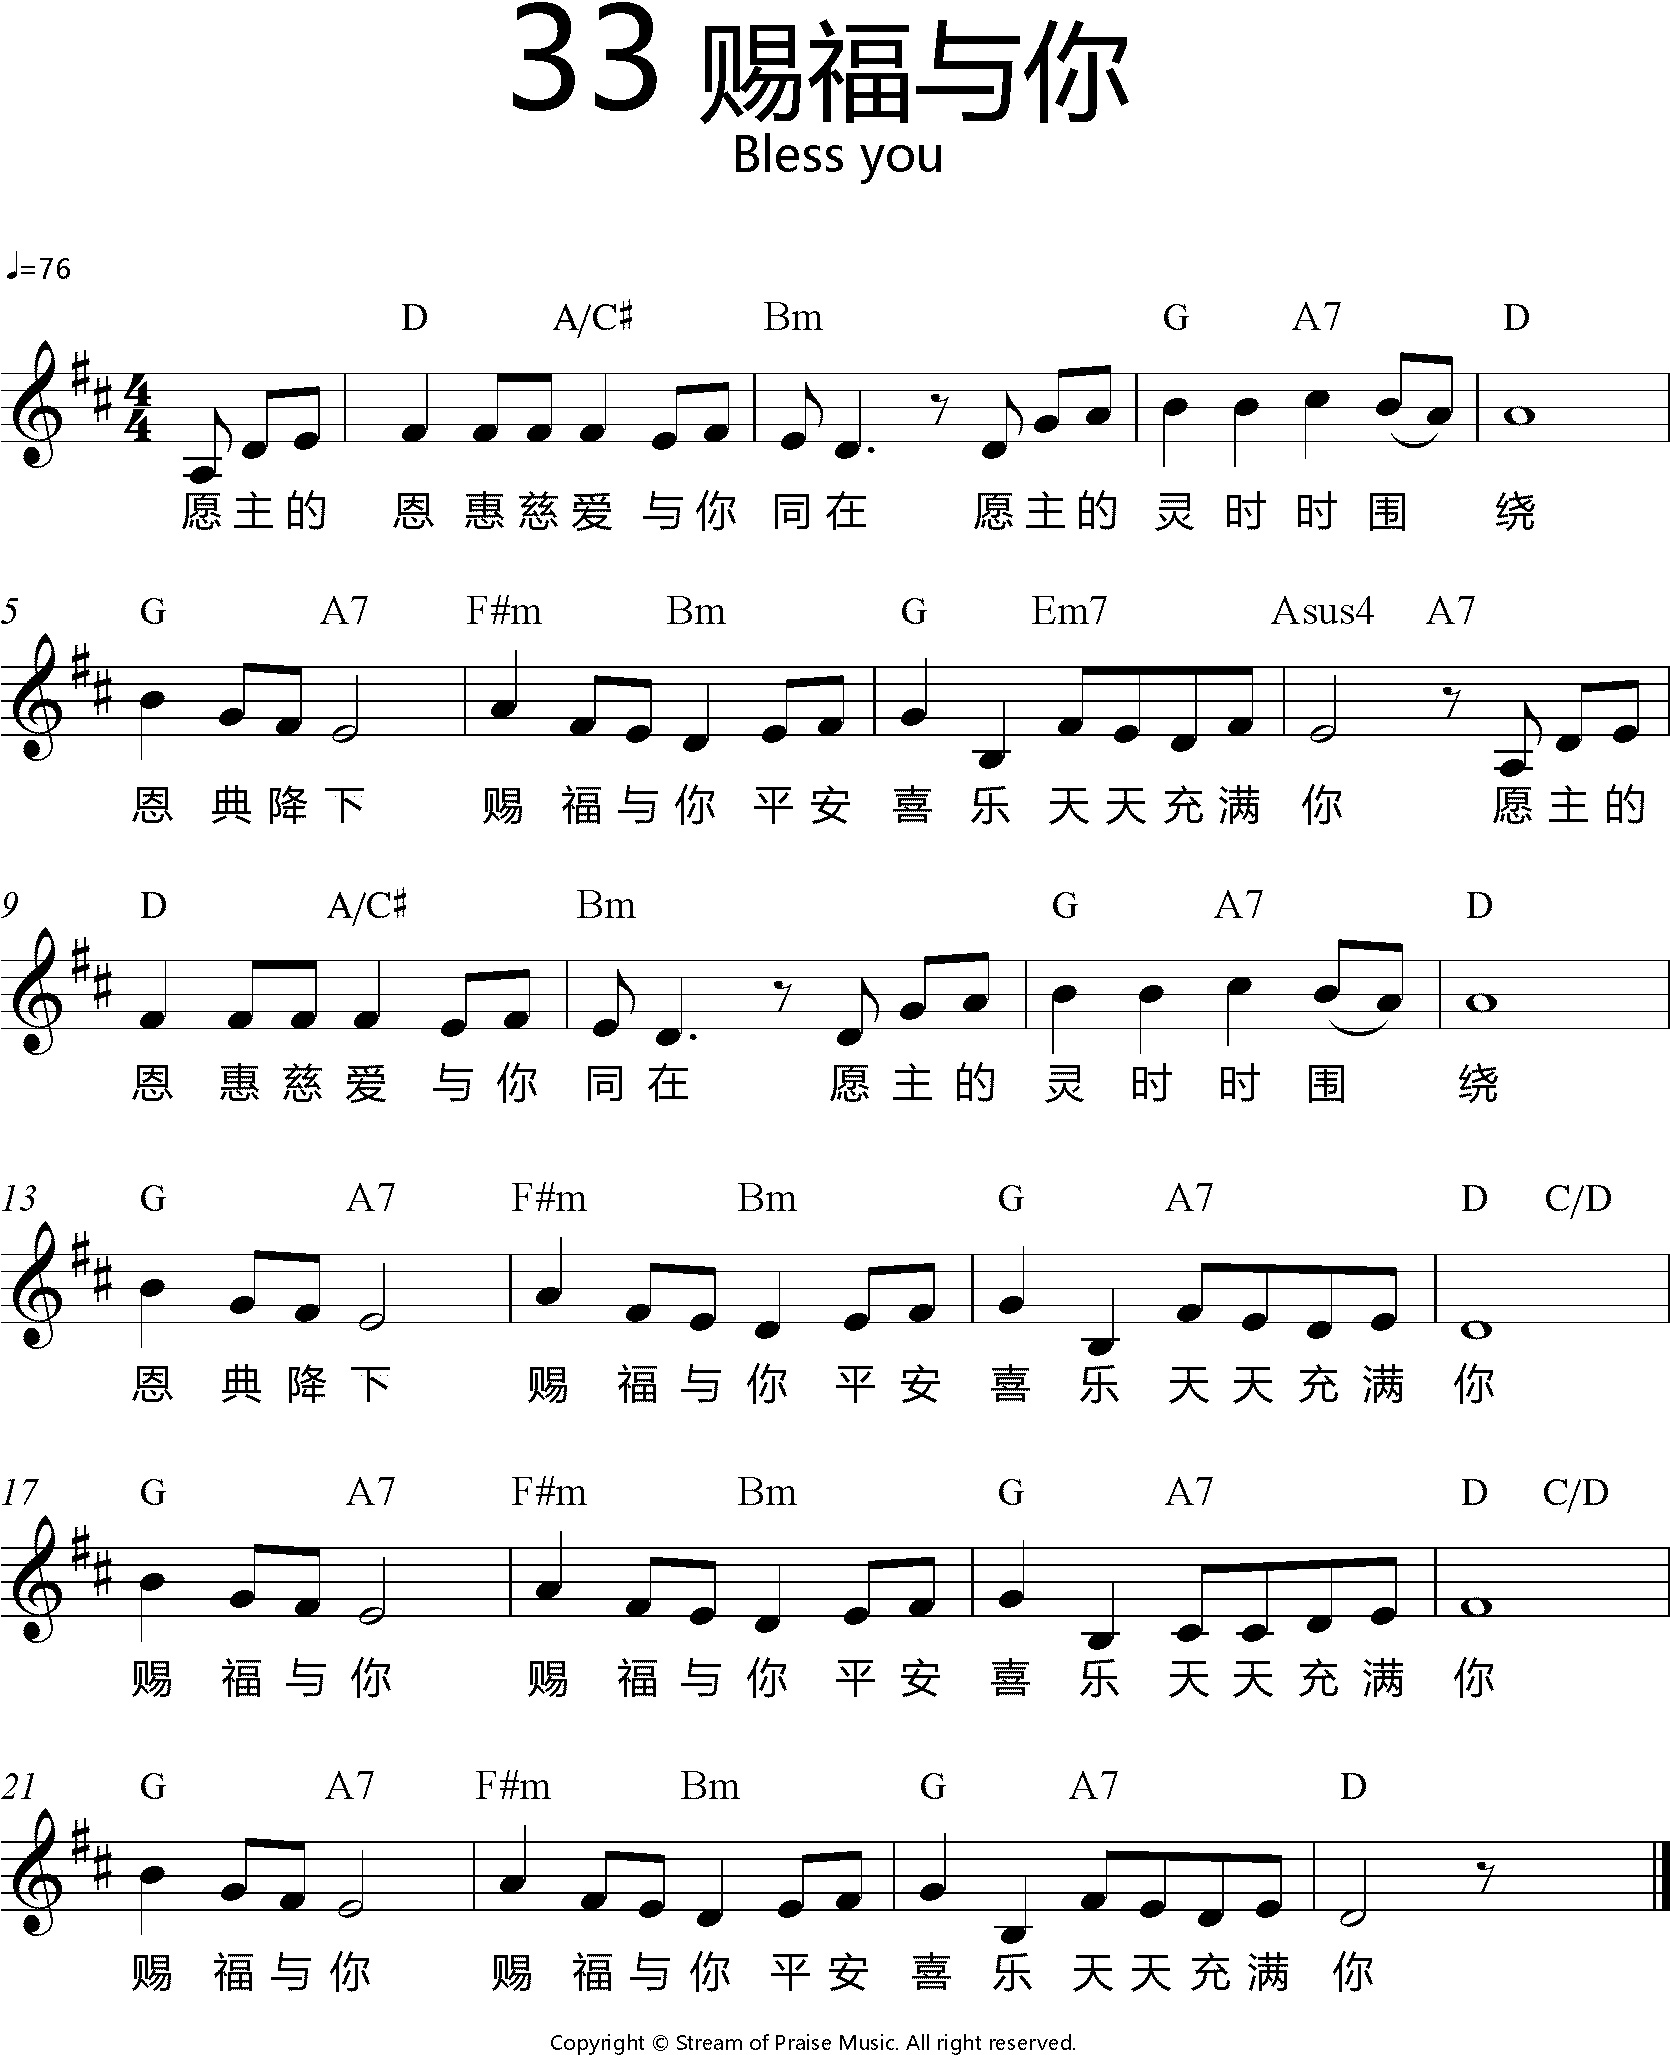 33 赐福与你
Bless you
♩=76
D A/C♯ Bm G A7 D
4
4
愿主的 恩 惠慈爱 与你 同在 愿主的 灵 时 时 围 绕
5 G A7 F#m Bm G Em7 Asus4 A7
恩 典降下 赐 福与你 平安 喜 乐 天天充满 你 愿主的
9 D A/C♯ Bm G A7 D
恩 惠慈爱 与你 同在 愿主的 灵 时 时 围 绕
13 G A7 F#m Bm G A7 D C/D
恩 典降下 赐 福与你 平安 喜 乐 天天充满 你
17 G A7 F#m Bm G A7 D C/D
赐 福与你 赐 福与你 平安 喜 乐 天天充满 你
21 G A7 F#m Bm G A7 D
赐 福与你 赐 福与你 平安 喜 乐 天天充满 你
Copyright © Stream of Praise Music. All right reserved.